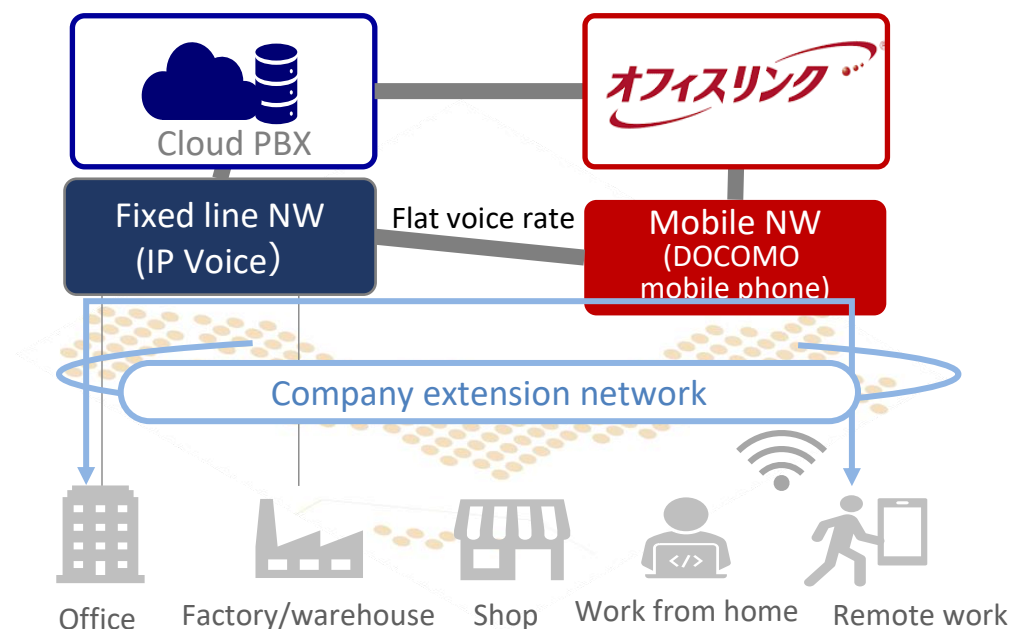 Cloud PBX
オフィスリンク®
Fixed line NW
(IP Voice）
Flat voice rate
Mobile NW
(DOCOMO
mobile phone)
Company extension network
</>
Office
Factory/warehouse
Shop
Work from home
Remote work